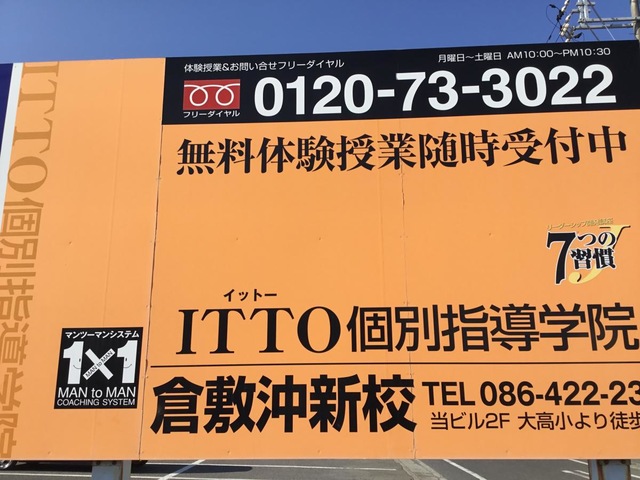 体験授業&お問い合せフリーダイヤル
月曜日～土曜日 AM10:00～PM10:30
フリーダイヤル
0120-73-3022
無料体験授業随時受付中
7つの習慣J
イットー
ITTO個別指導学院
マンツーマンシステム
1×1
MAN to MAN
MAN to MAN
COACHING SYSTEM
倉敷沖新校
TEL 086-422-23
当ビル2F 大高小より徒歩
ITTO個別指導学院